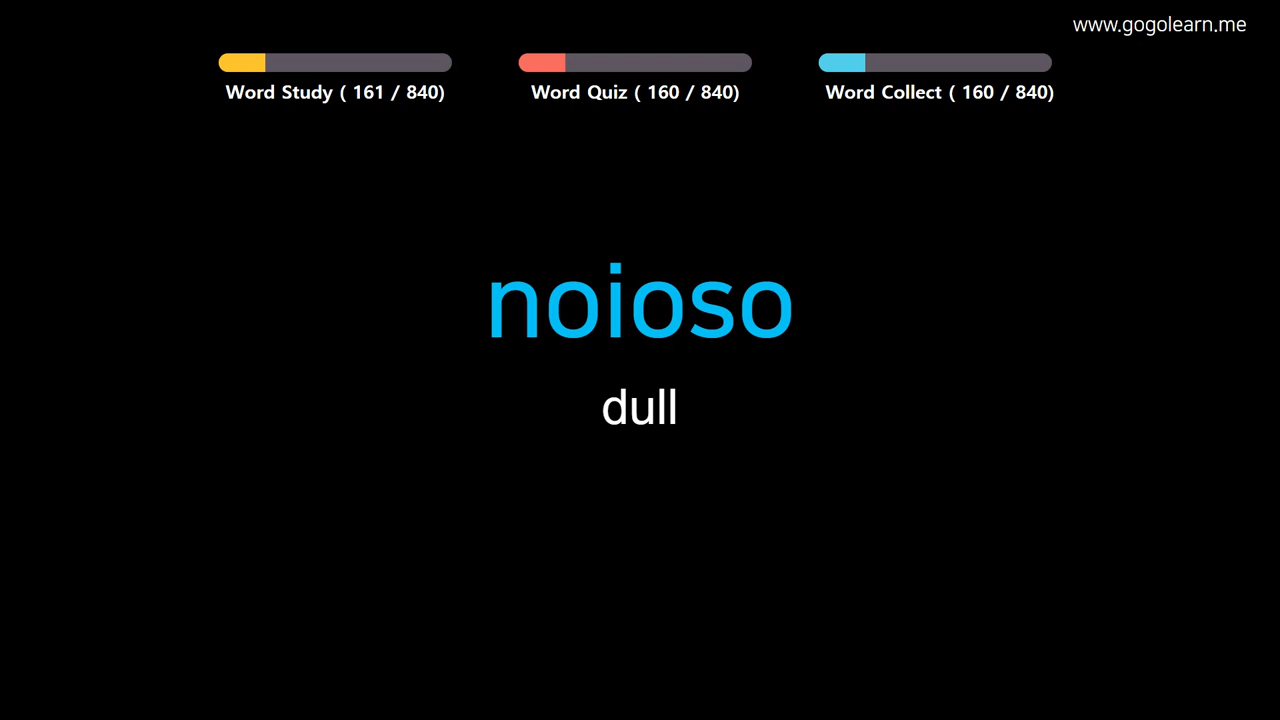 www.gogolearn.me
Word Study ( 161 / 840)
Word Quiz ( 160 / 840)
Word Collect ( 160 / 840)
noioso
dull